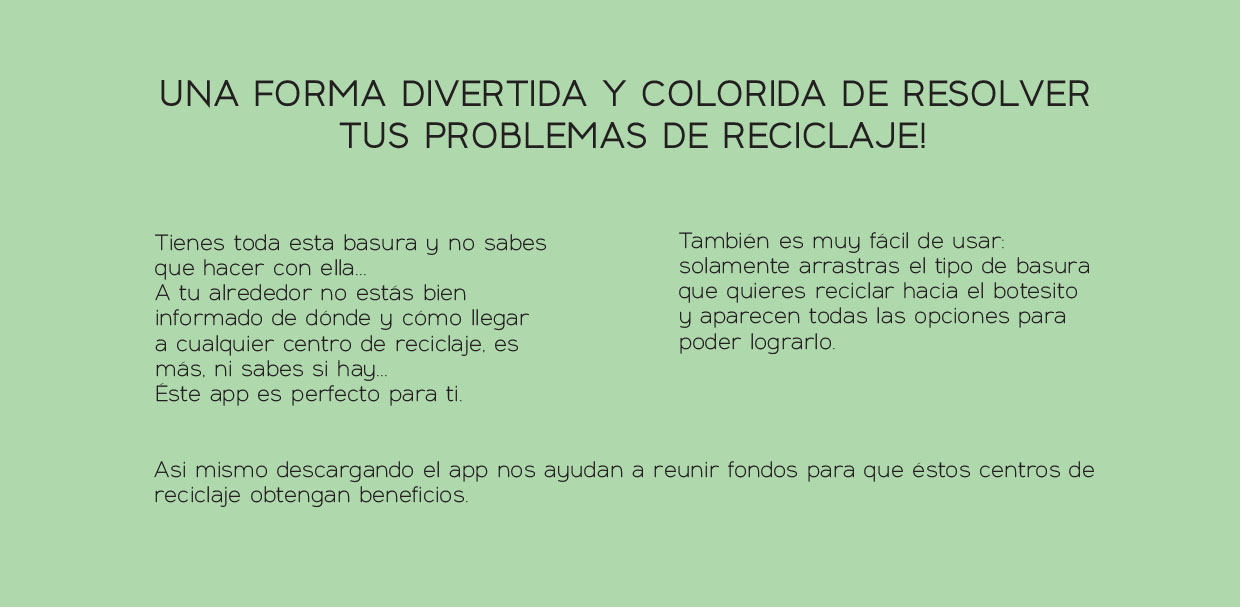 UNA FORMA DIVERTIDA Y COLORIDA DE RESOLVER
TUS PROBLEMAS DE RECICLAJE!
Tienes toda esta basura y no sabes
que hacer con ella...
A tu alrededor no estás bien
informado de dónde y cómo llegar
a cualquier centro de reciclaje, es
más, ni sabes si hay...
Éste app es perfecto para ti.
También es muy fácil de usar:
solamente arrastras el tipo de basura
que quieres reciclar hacia el botesito
y aparecen todas las opciones para
poder lograrlo.
Asi mismo descargando el app nos ayudan a reunir fondos para que éstos centros de
reciclaje obtengan beneficios.